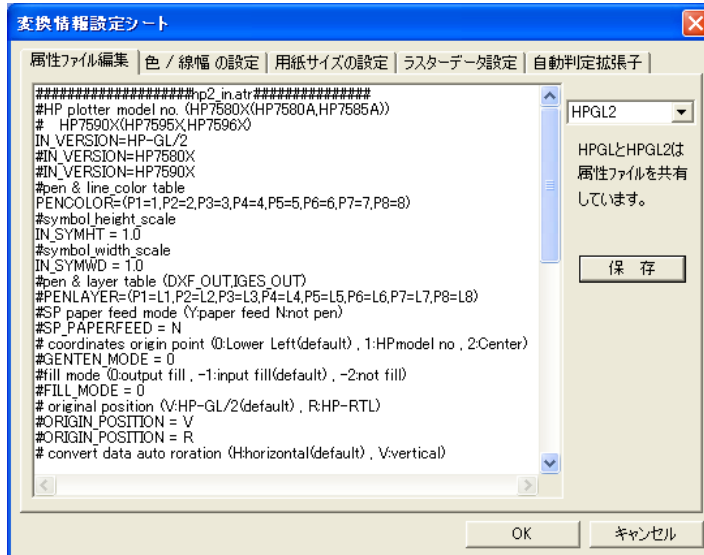 変換情報設定シート
属性ファイル編集 色 / 線幅 の設定 用紙サイズの設定 ラスターデータ設定 自動判定拡張子
####################hp2_in.atr###############
#HP plotter model no. (HP7580X(HP7580A,HP7585A))
# HP7590X(HP7595X,HP7596X)
IN_VERSION=HP-GL/2
#IN_VERSION=HP7580X
#IN_VERSION=HP7590X
#pen & line_color table
PENCOLOR=(P1=1,P2=2,P3=3,P4=4,P5=5,P6=6,P7=7,P8=8)
#symbol_height_scale
IN_SYMHT = 1.0
#symbol_width_scale
IN_SYMWD = 1.0
#pen & layer table (DXF_OUT,IGES_OUT)
#PENLAYER=(P1=L1,P2=L2,P3=L3,P4=L4,P5=L5,P6=L6,P7=L7,P8=L8)
#SP paper feed mode (Y:paper feed N:not pen)
#SP_PAPERFEED = N
# coordinates origin point (0:Lower Left(default) , 1:HPmodel no , 2:Center)
#GENTEN_MODE = 0
#fill mode (0:output fill , -1:input fill(default) , -2:not fill)
#FILL_MODE = 0
# original position (V:HP-GL/2(default) , R:HP-RTL)
#ORIGIN_POSITION = V
#ORIGIN_POSITION = R
# convert data auto roration (H:horizontal(default) , V:vertical)
HPGL2
HPGLとHPGL2は
属性ファイルを共有
しています。
保 存
OK
キャンセル